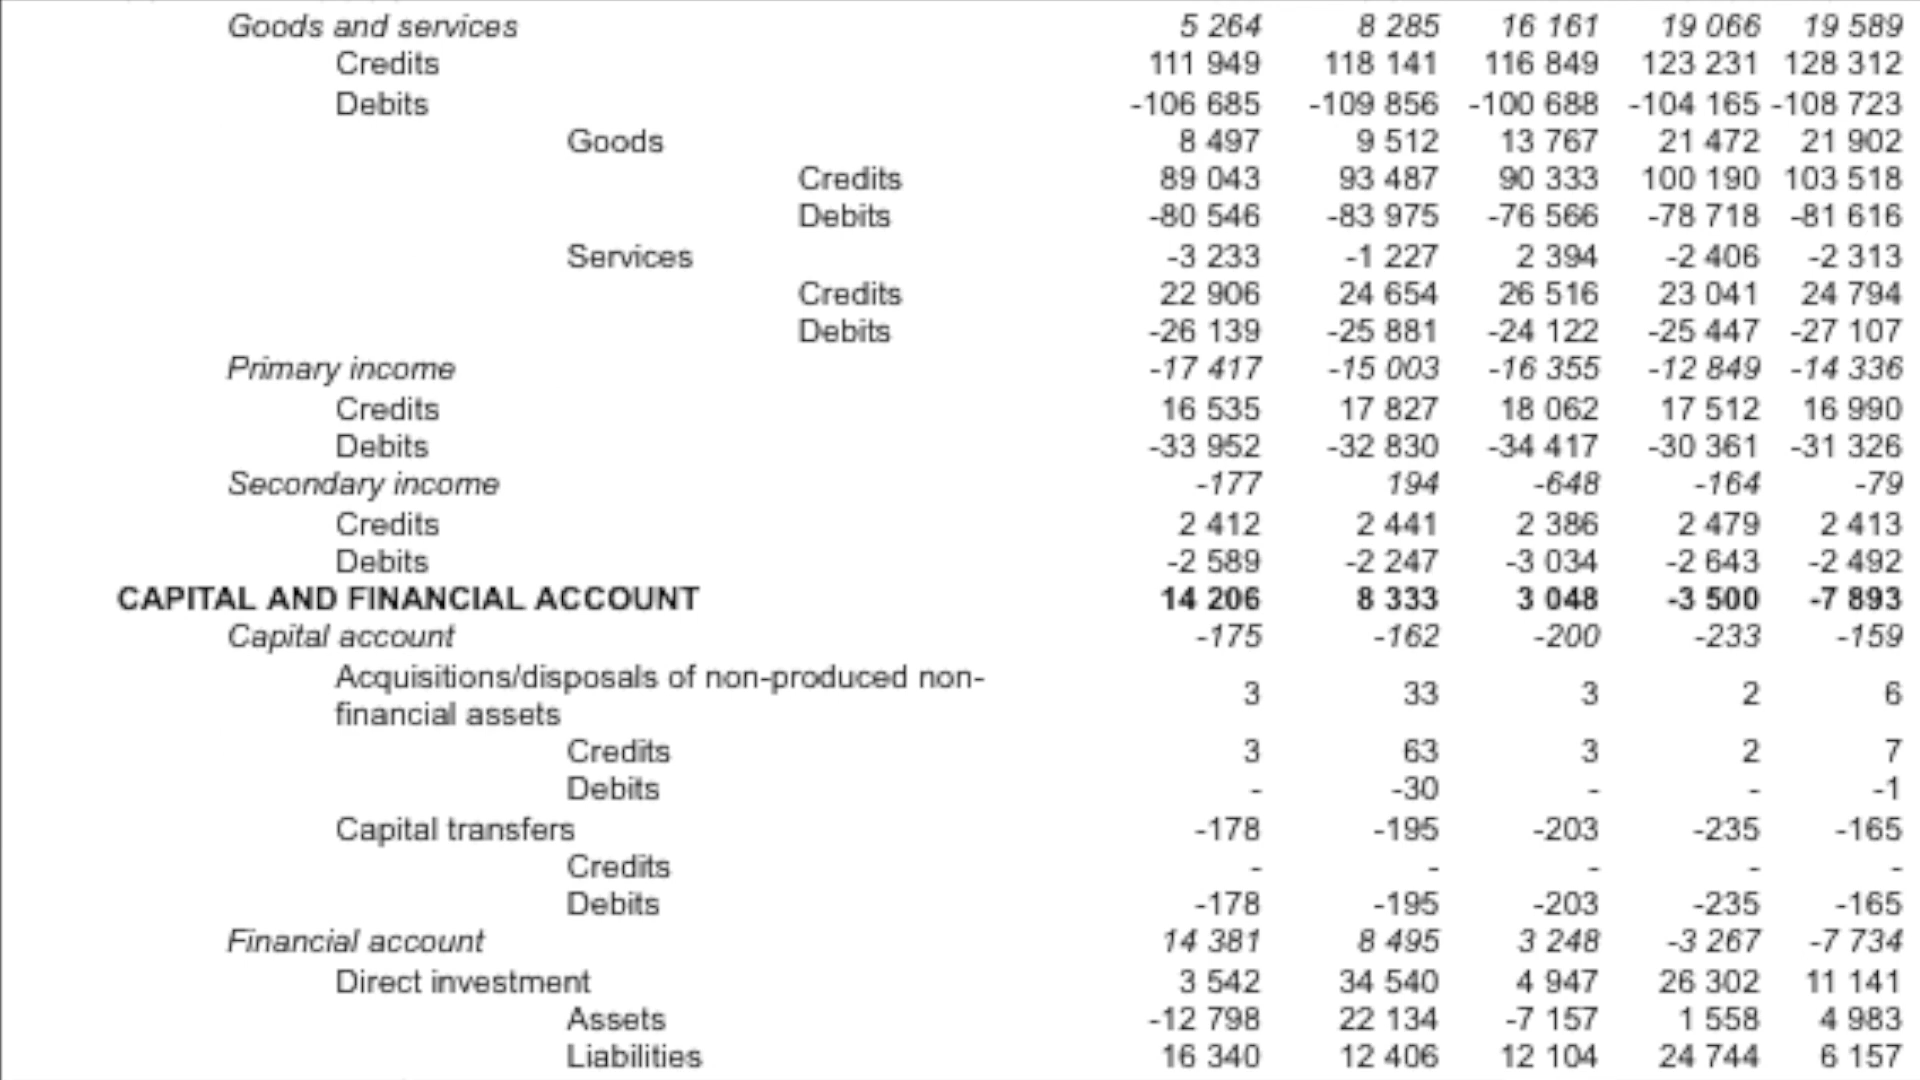 Goods and services 5 264 8 285 16 161 19 066 19 589
Credits 111 949 118 141 116 849 123 231 128 312
Debits -106 685 -109 856 -100 688 -104 165 -108 723
Goods 8 497 9 512 13 767 21 472 21 902
Credits 89 043 93 487 90 333 100 190 103 518
Debits -80 546 -83 975 -76 566 -78 718 -81 616
Services -3 233 -1 227 2 394 -2 406 -2 313
Credits 22 906 24 654 26 516 23 041 24 794
Debits -26 139 -25 881 -24 122 -25 447 -27 107
Primary income -17 417 -15 003 -16 355 -12 849 -14 336
Credits 16 535 17 827 18 062 17 512 16 990
Debits -33 952 -32 830 -34 417 -30 361 -31 326
Secondary income -177 194 -648 -164 -79
Credits 2 412 2 441 2 386 2 479 2 413
Debits -2 589 -2 247 -3 034 -2 643 -2 492
CAPITAL AND FINANCIAL ACCOUNT 14 206 8 333 3 048 -3 500 -7 893
Capital account -175 -162 -200 -233 -159
Acquisitions/disposals of non-produced non-
financial assets 3 33 3 2 6
Credits 3 63 3 2 7
Debits - -30 - - -1
Capital transfers -178 -195 -203 -235 -165
Credits - - - - -
Debits -178 -195 -203 -235 -165
Financial account 14 381 8 495 3 248 -3 267 -7 734
Direct investment 3 542 34 540 4 947 26 302 11 141
Assets -12 798 22 134 -7 157 1 558 4 983
Liabilities 16 340 12 406 12 104 24 744 6 157